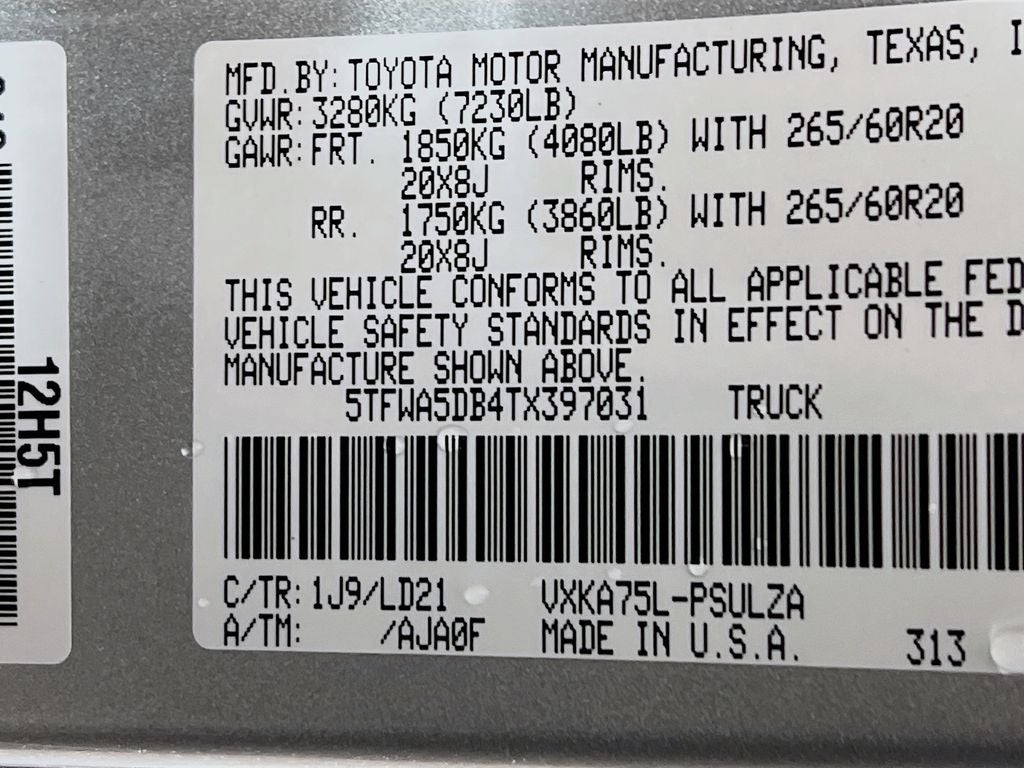 MFD.BY:TOYOTA MOTOR MANUFACTURING, TEXAS, I
GVWR:3280KG (7230LB)
GAWR:FRT. 1850KG (4080LB) WITH 265/60R20
20X8J RIMS.
RR. 1750KG (3860LB) WITH 265/60R20
20X8J RIMS.
THIS VEHICLE CONFORMS TO ALL APPLICABLE FED
VEHICLE SAFETY STANDARDS IN EFFECT ON THE D
MANUFACTURE SHOWN ABOVE.
5TFWA5DB4TX397031 TRUCK
C/TR:1J9/LD21 VXKA75L-PSULZA
A/TM: /AJA0F MADE IN U.S.A. 313
12H5T